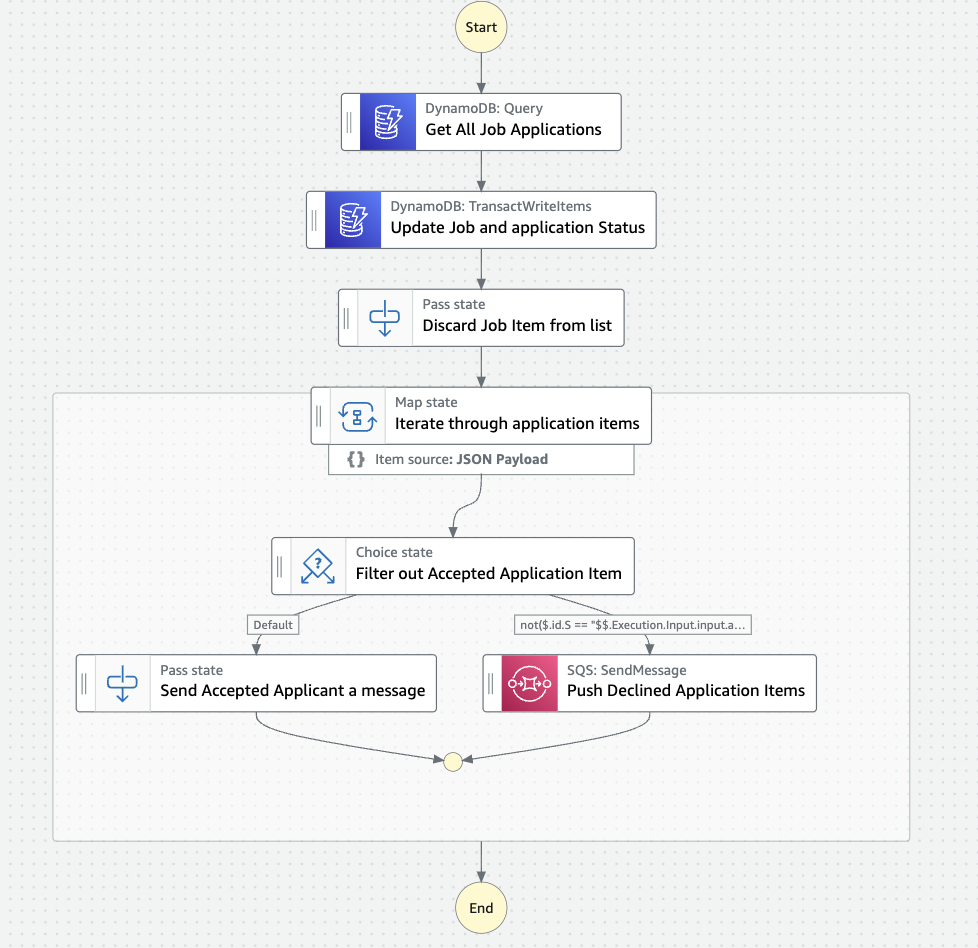 Start
DynamoDB: Query
Get All Job Applications
DynamoDB: TransactWriteItems
Update Job and application Status
Pass state
Discard Job Item from list
Map state
Iterate through application items
{} Item source: JSON Payload
Choice state
?
Filter out Accepted Application Item
Default
not($.id.S == "$$.Execution.Input.input.a...
Pass state
Send Accepted Applicant a message
SQS: SendMessage
Push Declined Application Items
End